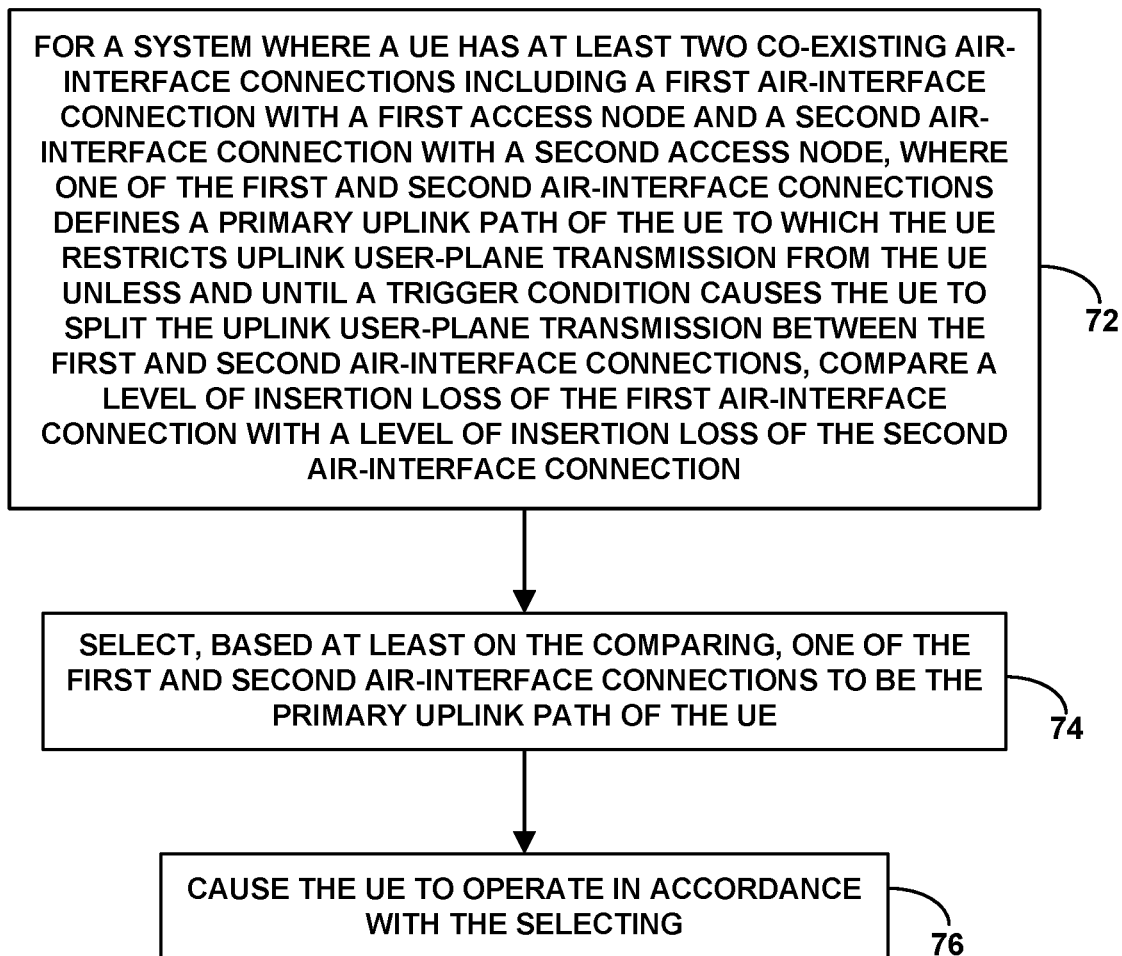 FOR A SYSTEM WHERE A UE HAS AT LEAST TWO CO-EXISTING AIR-
INTERFACE CONNECTIONS INCLUDING A FIRST AIR-INTERFACE
CONNECTION WITH A FIRST ACCESS NODE AND A SECOND AIR-
INTERFACE CONNECTION WITH A SECOND ACCESS NODE, WHERE
ONE OF THE FIRST AND SECOND AIR-INTERFACE CONNECTIONS
DEFINES A PRIMARY UPLINK PATH OF THE UE TO WHICH THE UE
RESTRICTS UPLINK USER-PLANE TRANSMISSION FROM THE UE
UNLESS AND UNTIL A TRIGGER CONDITION CAUSES THE UE TO
SPLIT THE UPLINK USER-PLANE TRANSMISSION BETWEEN THE
FIRST AND SECOND AIR-INTERFACE CONNECTIONS, COMPARE A
LEVEL OF INSERTION LOSS OF THE FIRST AIR-INTERFACE
CONNECTION WITH A LEVEL OF INSERTION LOSS OF THE SECOND
AIR-INTERFACE CONNECTION
72
SELECT, BASED AT LEAST ON THE COMPARING, ONE OF THE
FIRST AND SECOND AIR-INTERFACE CONNECTIONS TO BE THE
PRIMARY UPLINK PATH OF THE UE
74
CAUSE THE UE TO OPERATE IN ACCORDANCE
WITH THE SELECTING
76